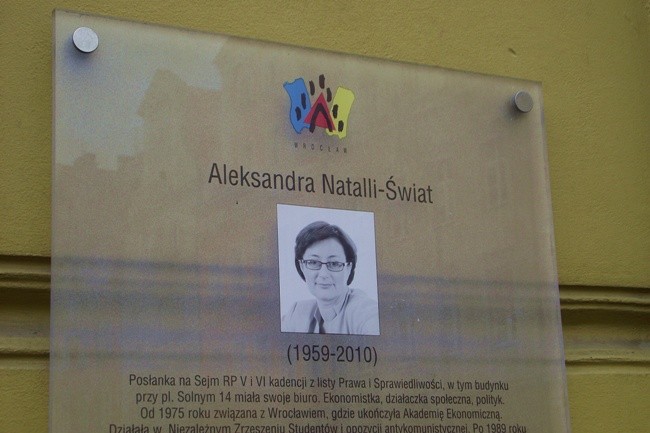 WROCŁAW
Aleksandra Natalli-Świat
(1959-2010)
Posłanka na Sejm RP V i VI kadencji z listy Prawa i Sprawiedliwości, w tym budynku
przy pl. Solnym 14 miała swoje biuro. Ekonomistka, działaczka społeczna, polityk.
Od 1975 roku związana z Wrocławiem, gdzie ukończyła Akademię Ekonomiczną.
Działała w Niezależnym Zrzeszeniu Studentów i opozycji antykomunistycznej. Po 1989 roku